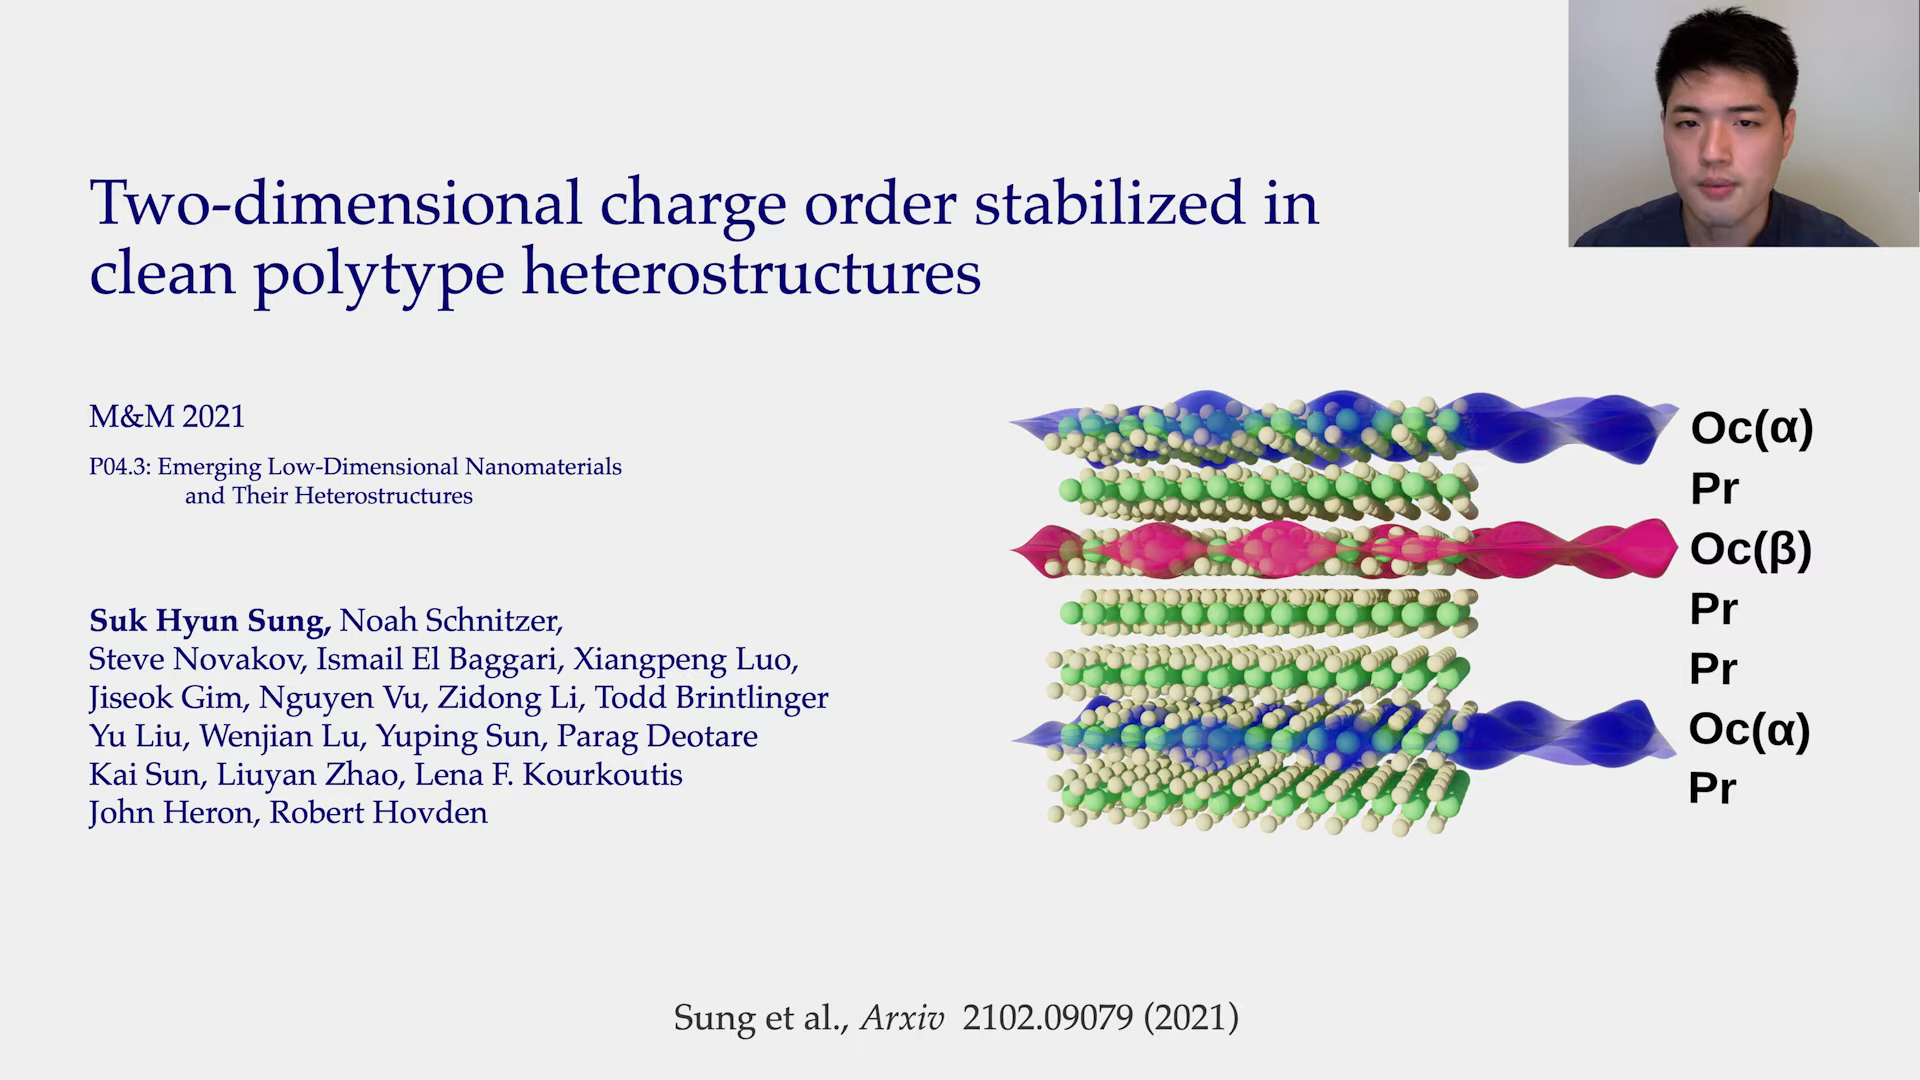 Two-dimensional charge order stabilized in
clean polytype heterostructures
M&M 2021
P04.3: Emerging Low-Dimensional Nanomaterials
and Their Heterostructures
Suk Hyun Sung, Noah Schnitzer,
Steve Novakov, Ismail El Baggari, Xiangpeng Luo,
Jiseok Gim, Nguyen Vu, Zidong Li, Todd Brintlinger
Yu Liu, Wenjian Lu, Yuping Sun, Parag Deotare
Kai Sun, Liuyan Zhao, Lena F. Kourkoutis
John Heron, Robert Hovden
Oc(α)
Pr
Oc(β)
Pr
Pr
Oc(α)
Pr
Sung et al., Arxiv 2102.09079 (2021)